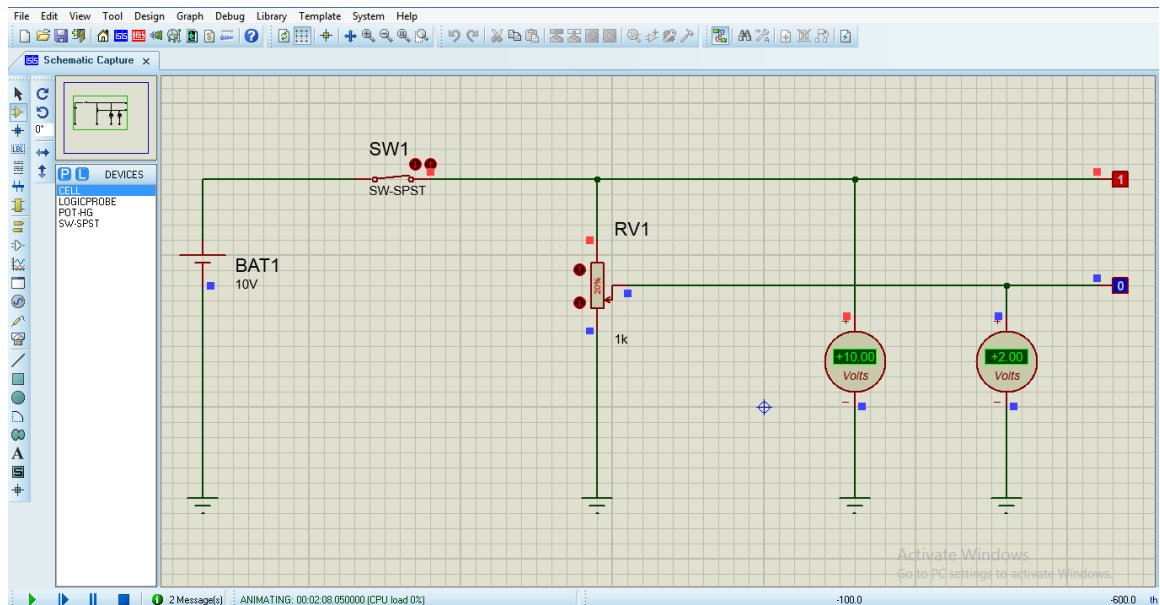 File Edit View Tool Design Graph Debug Library Template System Help
Schematic Capture x
0°
P L DEVICES
CELL
LOGICPROBE
POT-HG
SW-SPST
SW1
SW-SPST
1
RV1
BAT1
10V
20%
0
1k
+10.00
Volts
+2.00
Volts
Activate Windows
Go to PC settings to activate Windows.
2 Message(s) ANIMATING: 00:02:08.050000 (CPU load 0%) -100.0 -600.0 th